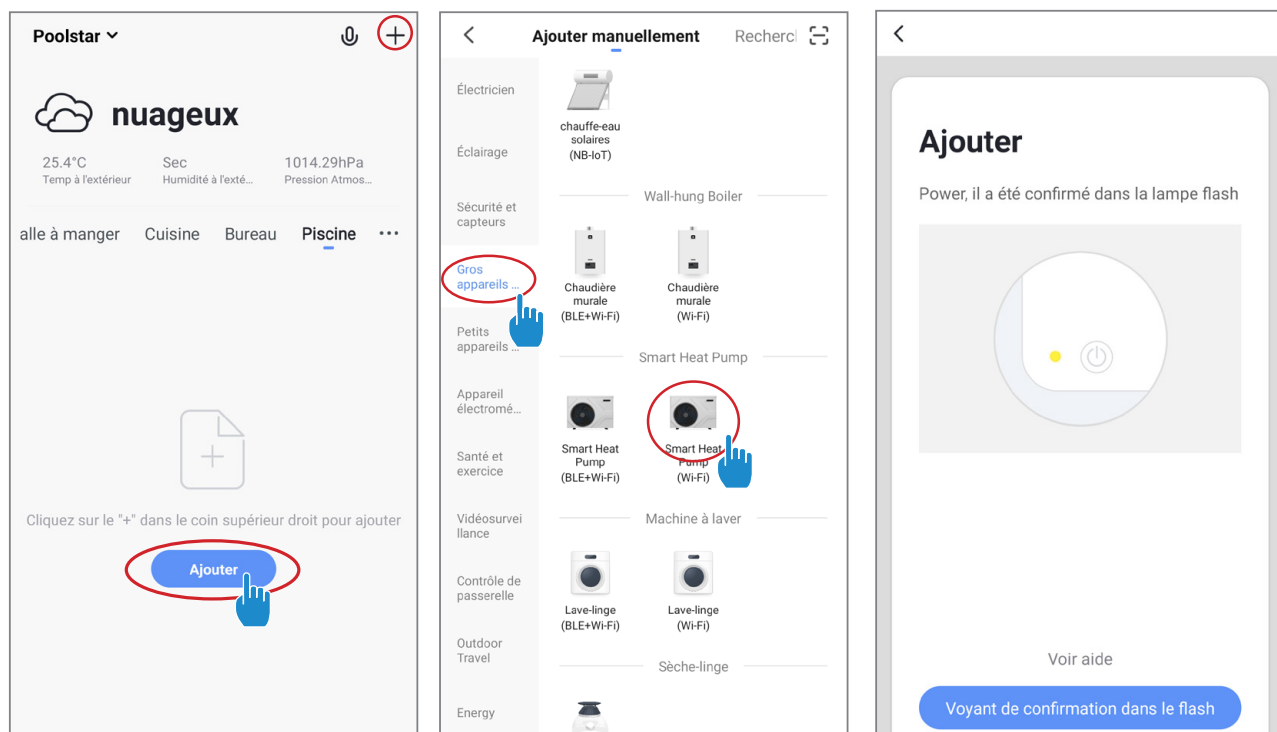 Poolstar
nuageux
25.4°C
Sec
1014.29hPa
Temp à l'extérieur
Humidité à l'exté...
Pression Atmos...
alle à manger
Cuisine
Bureau
Piscine
...
Cliquez sur le "+" dans le coin supérieur droit pour ajouter
Ajouter
Ajouter manuellement
Recherc
Électricien
Éclairage
Sécurité et
capteurs
Gros
appareils ...
Petits
appareils ...
Appareil
électromé...
Santé et
exercice
Vidéosurvei
llance
Contrôle de
passerelle
Outdoor
Travel
Energy
chauffe-eau
solaires
(NB-IoT)
Wall-hung Boiler
Chaudière
murale
(BLE+Wi-Fi)
Chaudière
murale
(Wi-Fi)
Smart Heat Pump
Smart Heat
Pump
(BLE+Wi-Fi)
Smart Heat
Pump
(Wi-Fi)
Machine à laver
Lave-linge
(BLE+Wi-Fi)
Lave-linge
(Wi-Fi)
Sèche-linge
Ajouter
Power, il a été confirmé dans la lampe flash
Voir aide
Voyant de confirmation dans le flash